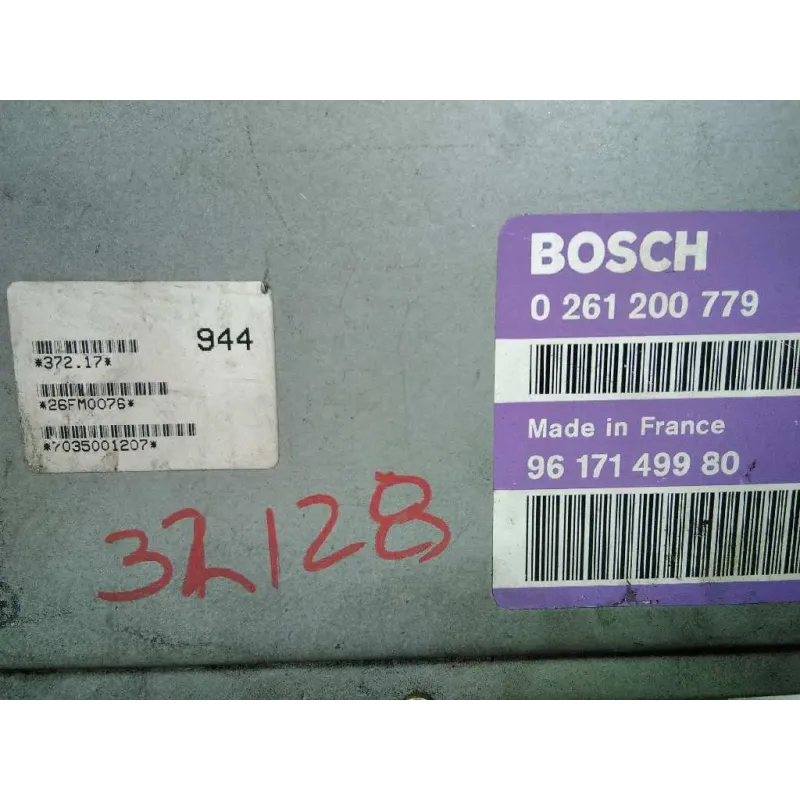 944
*372.17*
*26FM0076*
*7035001207*
BOSCH
0 261 200 779
Made in France
96 171 499 80
32128